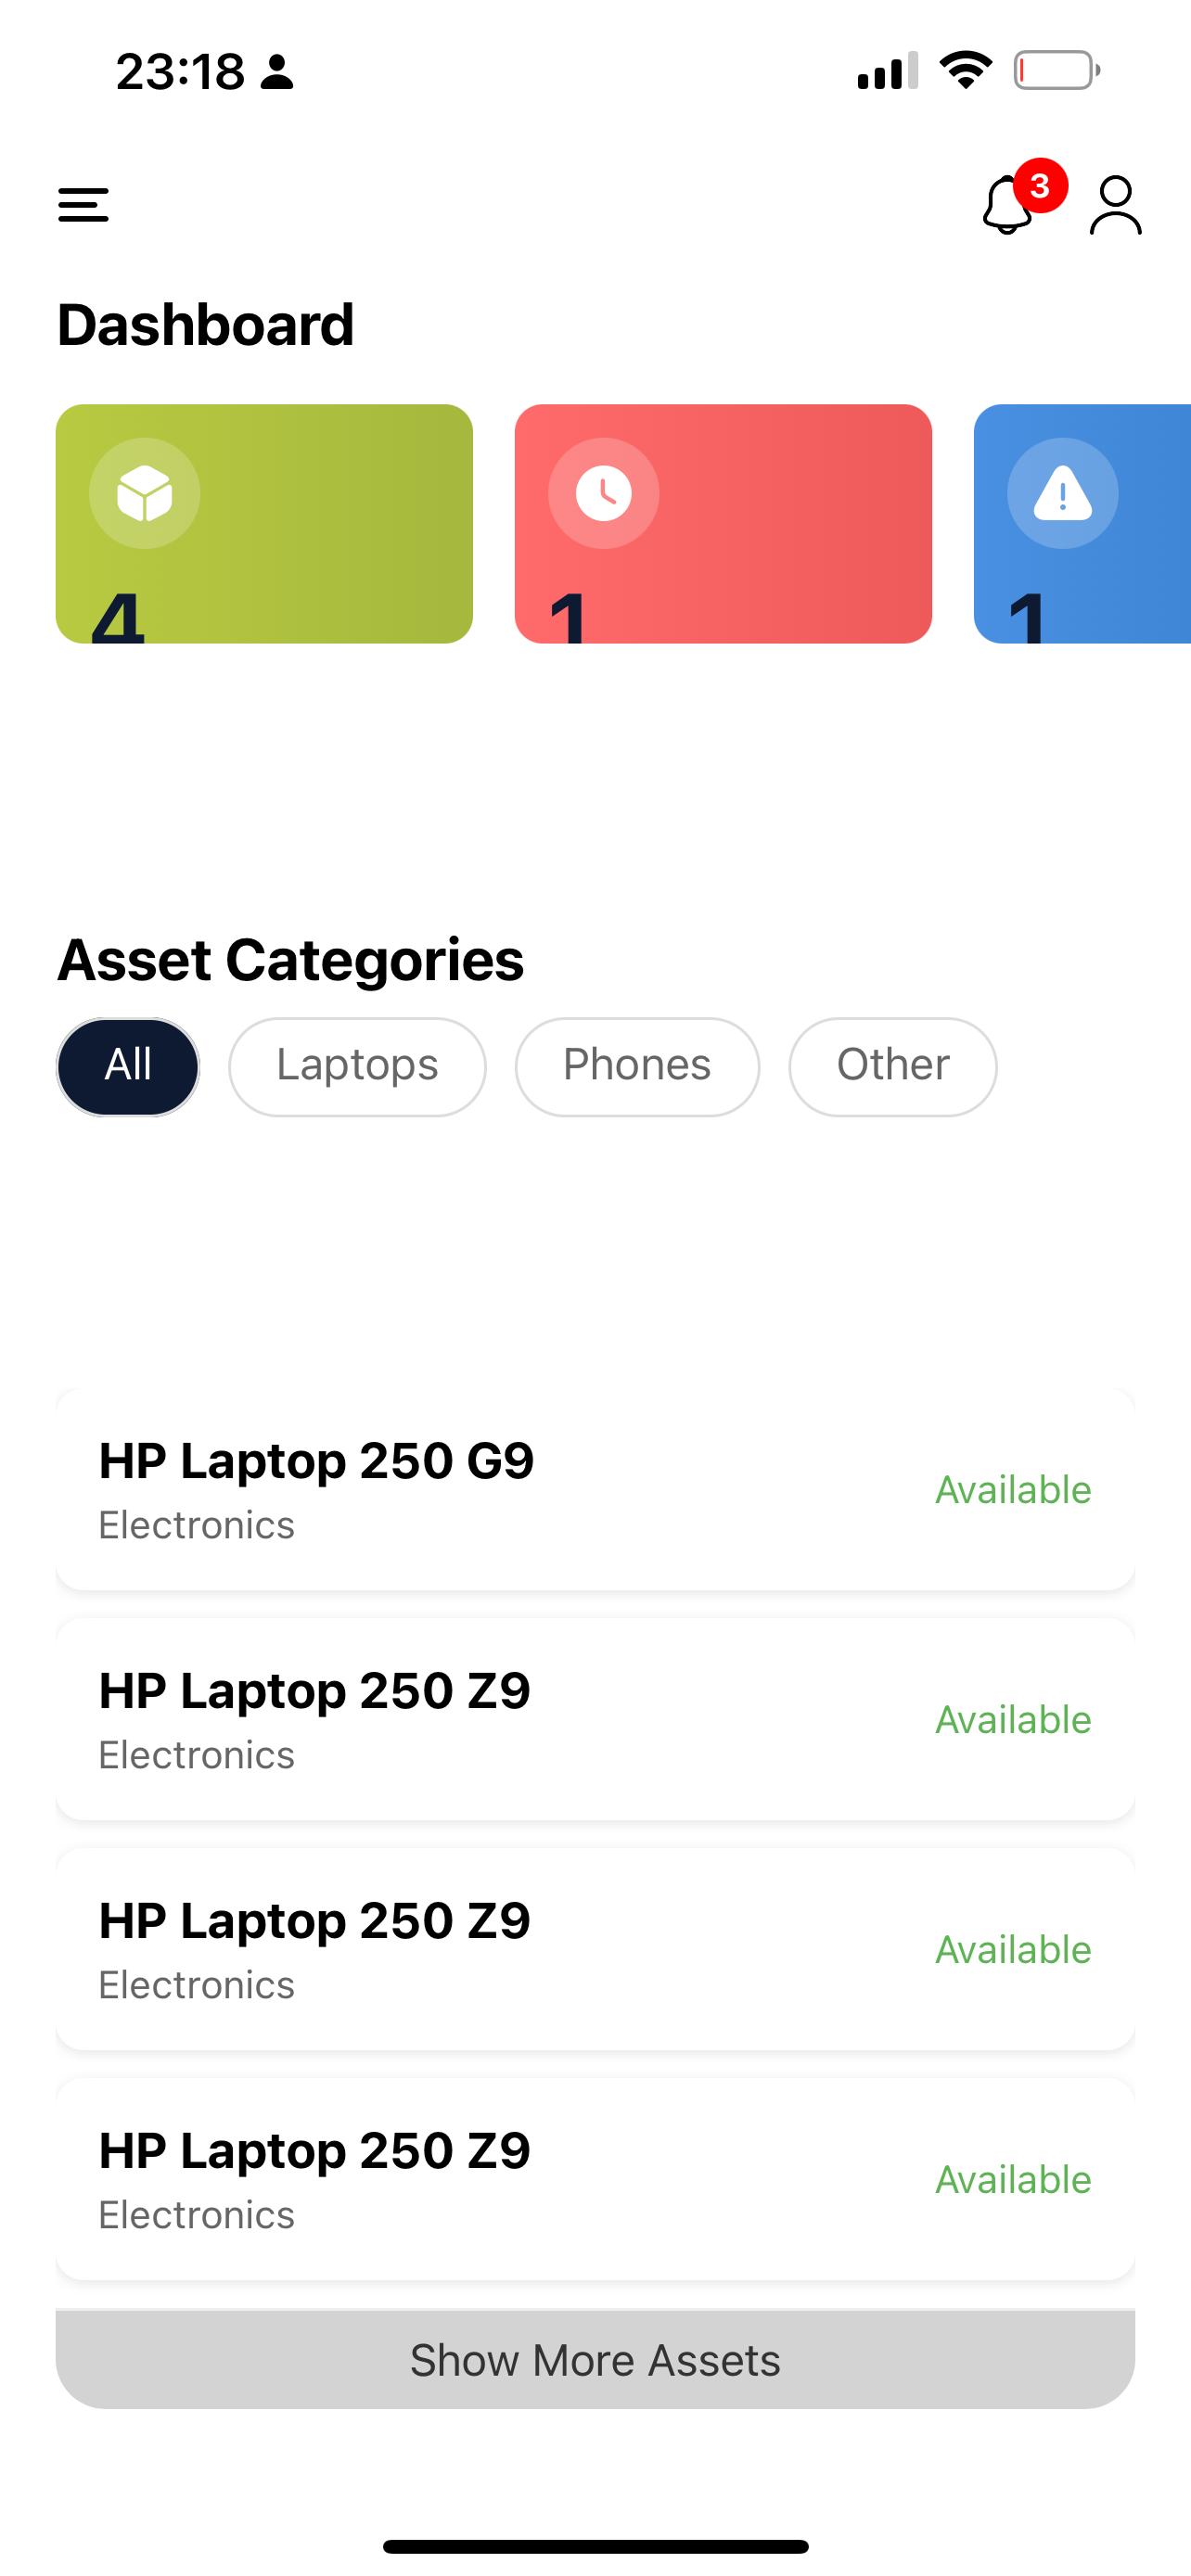 23:18
3
Dashboard
4
1
1
Asset Categories
All
Laptops
Phones
Other
HP Laptop 250 G9
Electronics
Available
HP Laptop 250 Z9
Electronics
Available
HP Laptop 250 Z9
Electronics
Available
HP Laptop 250 Z9
Electronics
Available
Show More Assets